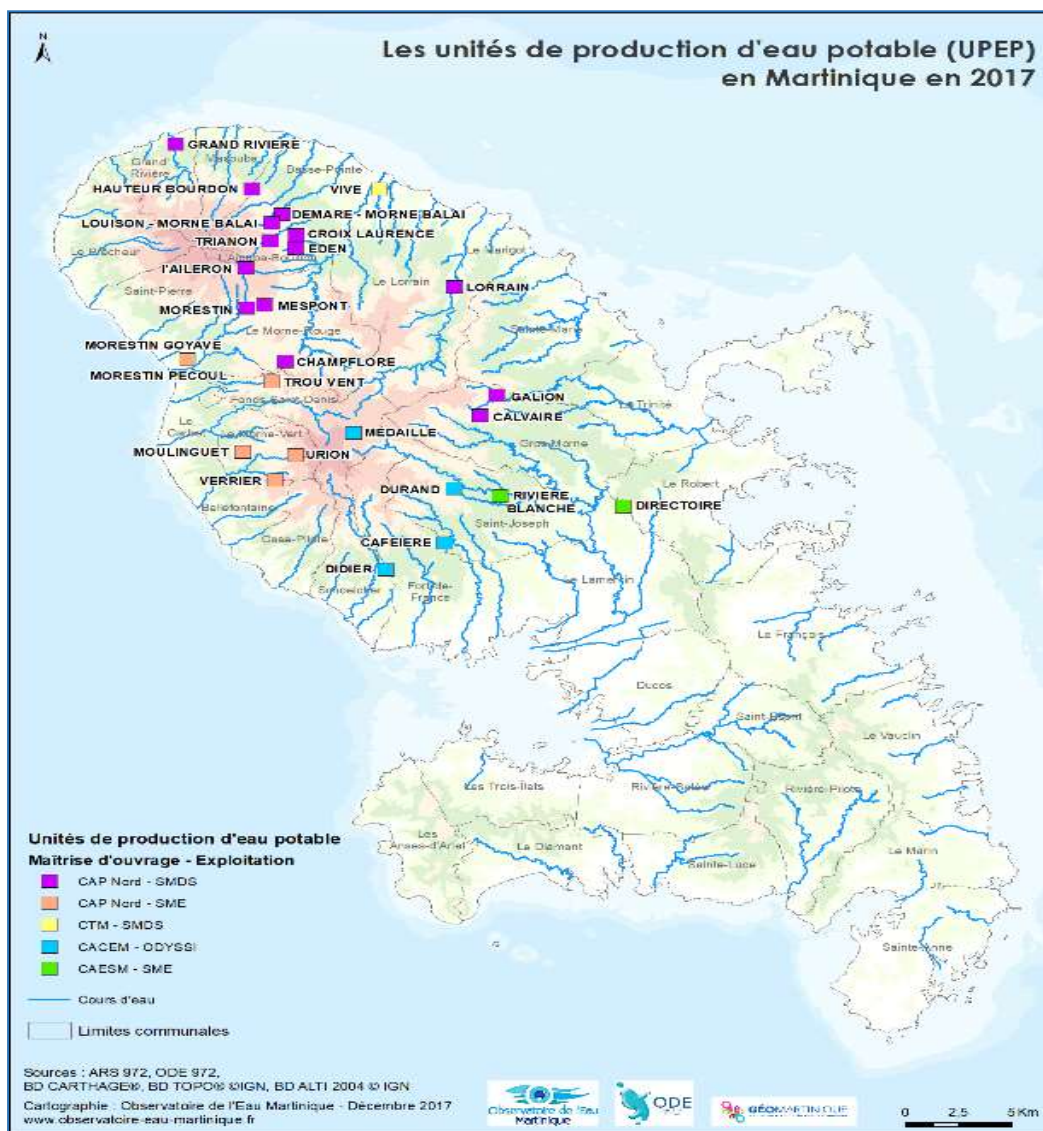 N
Les unités de production d'eau potable (UPEP)
en Martinique en 2017
GRAND RIVIERE
Grand
Rivière
Macouba
Basse-Pointe
HAUTEUR BOURDON
VIVE
DEMARE - MORNE BALAI
LOUISON - MORNE BALAI
CROIX LAURENCE
TRIANON
EDEN
Le Marigot
Le Prêcheur
l'AILERON
Le Lorrain
LORRAIN
Saint-Pierre
MESPONT
MORESTIN
Sainte-Marie
Le Morne-Rouge
MORESTIN GOYAVE
CHAMPFLORE
MORESTIN PECOUL
TROU VENT
Fonds-Saint-Denis
GALION
La Trinité
CALVAIRE
Le
Carbet
Le Morne-Vert
MEDAILLE
Gros-Morne
MOULINGUET
URION
VERRIER
Le Robert
DURAND
RIVIERE
BLANCHE
DIRECTOIRE
Bellefontaine
Saint-Joseph
Case-Pilote
CAFEIERE
DIDIER
Le Lamentin
Schoelcher
Fort-de-
France
Le François
Ducos
Saint-Esprit
Le Vauclin
Les Trois-Ilets
Rivière-Salée
Rivière-Pilote
Les
Anses-d'Arlet
Le Diamant
Sainte-Luce
Le Marin
Sainte-Anne
Unités de production d'eau potable
Maîtrise d'ouvrage - Exploitation
CAP Nord - SMDS
CAP Nord - SME
CTM - SMDS
CACEM - ODYSSI
CAESM - SME
Cours d'eau
Limites communales
Sources : ARS 972, ODE 972,
BD CARTHAGE®, BD TOPO® ©IGN, BD ALTI 2004 © IGN
Cartographie : Observatoire de l'Eau Martinique - Décembre 2017
www.observatoire-eau-martinique.fr
Observatoire de l'Eau
Martinique
ODE
GÉOMARTINIQUE
0 2,5 5 Km